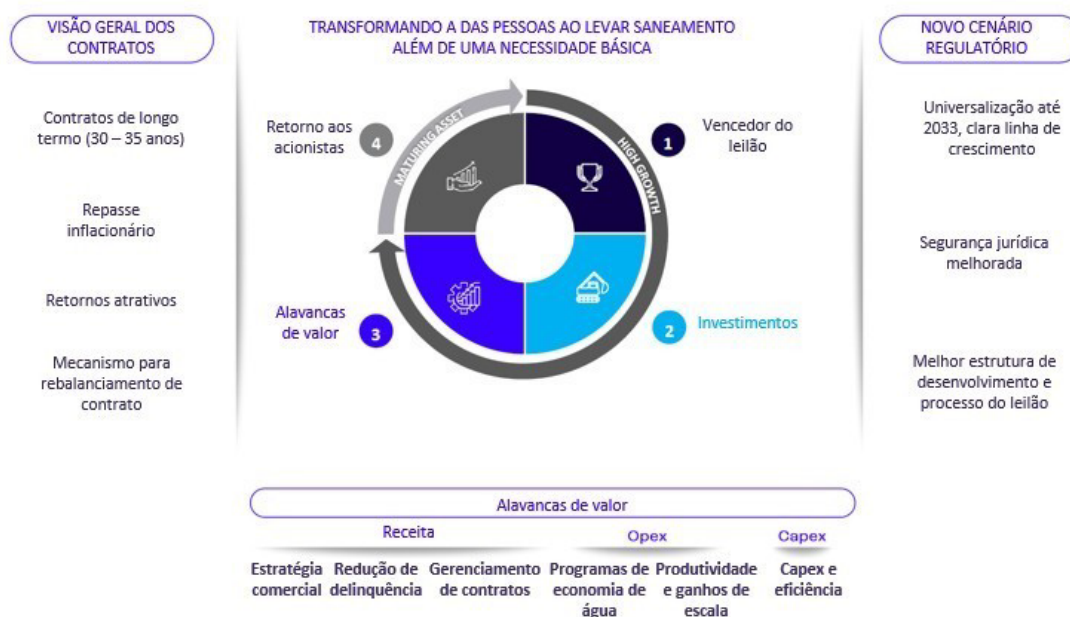 VISÃO GERAL DOS
CONTRATOS
Contratos de longo
termo (30 – 35 anos)
Repasse
inflacionário
Retornos atrativos
Mecanismo para
rebalanciamento de
contrato
TRANSFORMANDO A DAS PESSOAS AO LEVAR SANEAMENTO
ALÉM DE UMA NECESSIDADE BÁSICA
1
Vencedor do
leilão
HIGH GROWTH
2
Investimentos
3
Alavancas
de valor
4
Retorno aos
acionistas
MATURING ASSET
NOVO CENÁRIO
REGULATÓRIO
Universalização até
2033, clara linha de
crescimento
Segurança jurídica
melhorada
Melhor estrutura de
desenvolvimento e
processo do leilão
Alavancas de valor
Receita
Estratégia
comercial
Redução de
delinquência
Gerenciamento
de contratos
Opex
Programas de
economia de
água
Produtividade
e ganhos de
escala
Capex
Capex e
eficiência